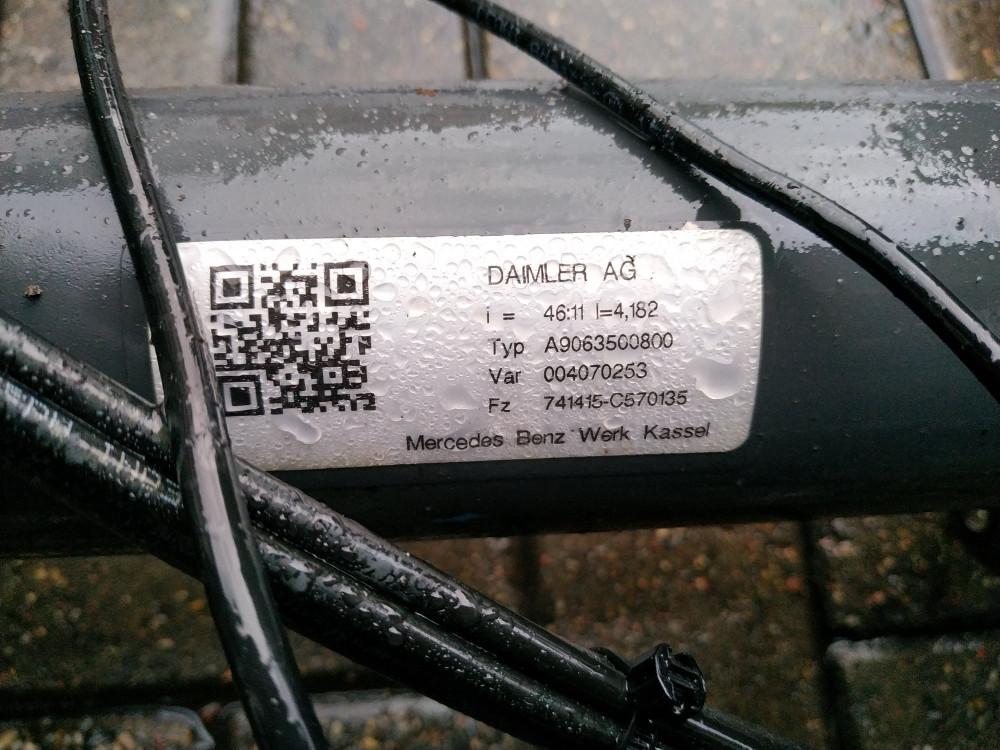 DAIMLER AG
i = 46:11 I=4,182
Typ A9063500800
Var 004070253
Fz 741415-C570135
Mercedes Benz Werk Kassel